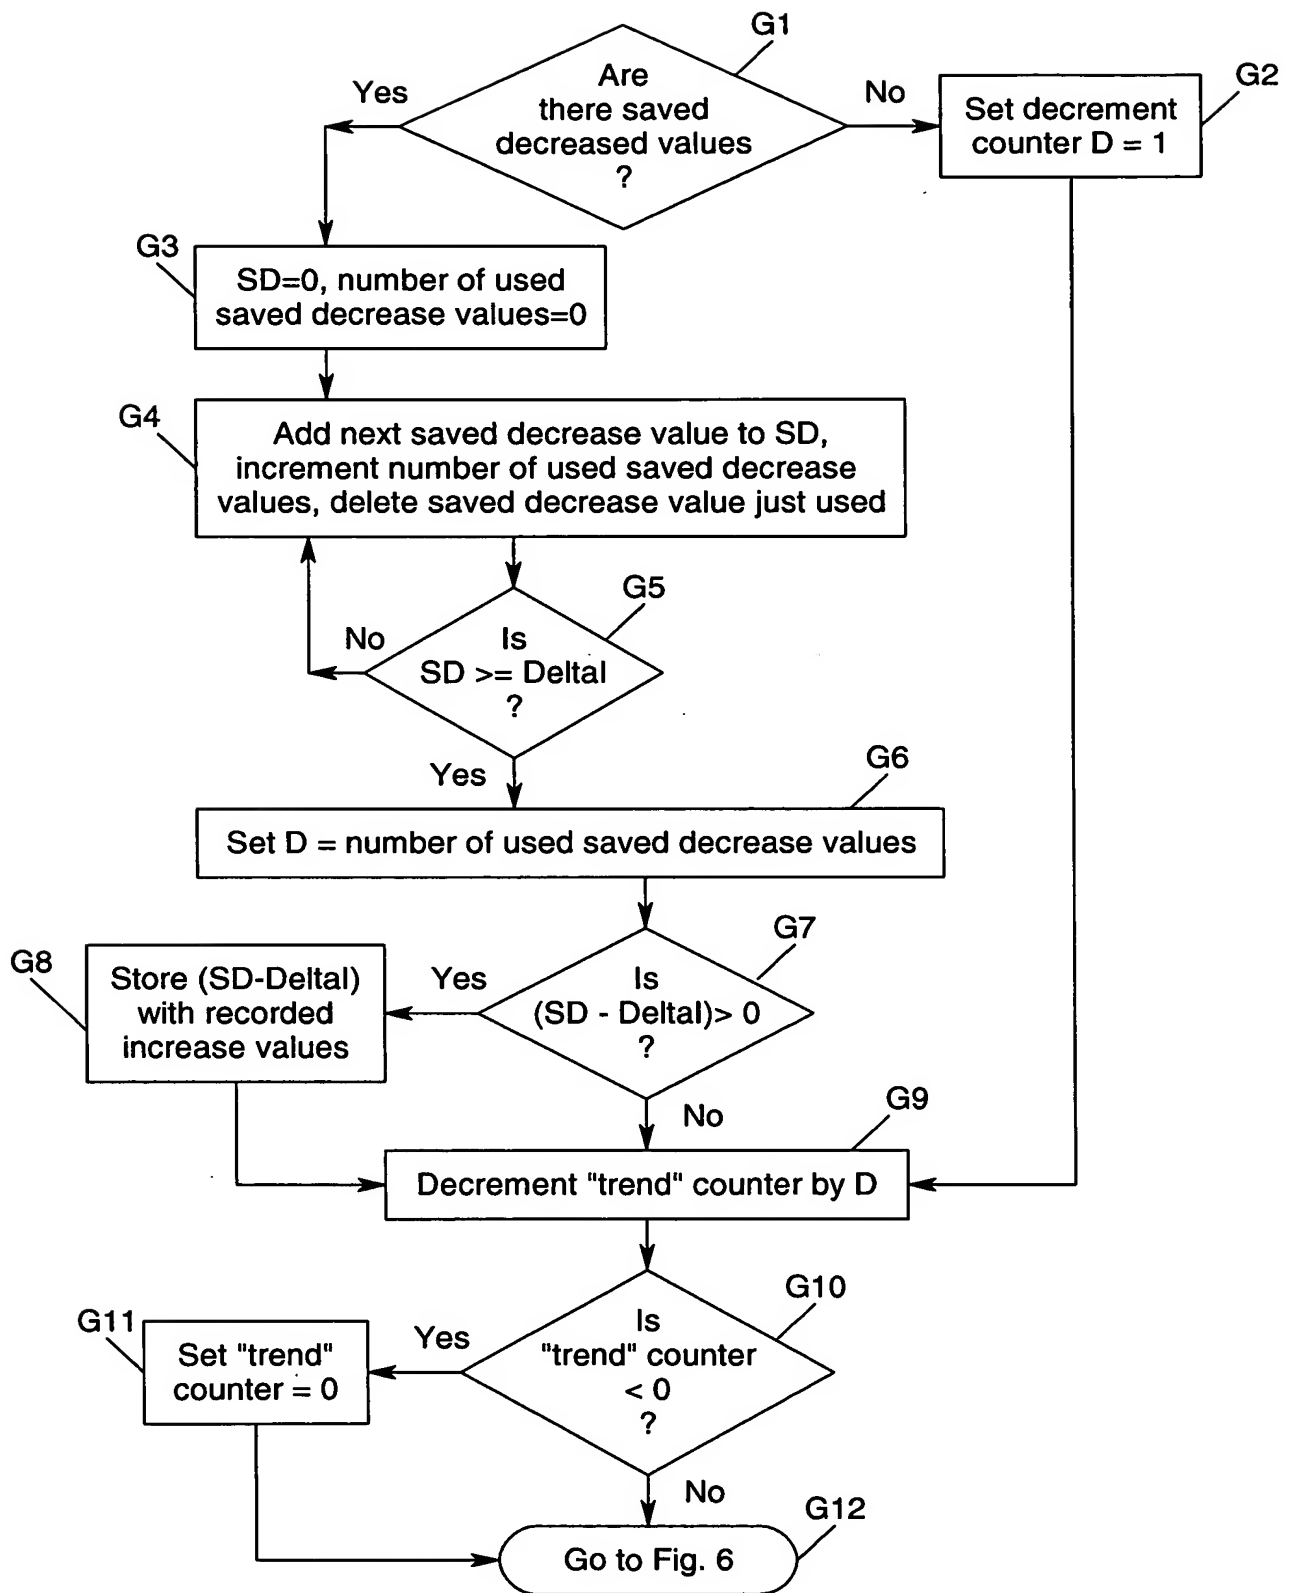 G1
Are
there saved
decreased values
?
Yes
No
G2
Set decrement
counter D = 1
G3
SD=0, number of used
saved decrease values=0
G4
Add next saved decrease value to SD,
increment number of used saved decrease
values, delete saved decrease value just used
G5
No
Is
SD >= Deltal
?
Yes
G6
Set D = number of used saved decrease values
G7
G8
Store (SD-Deltal)
with recorded
increase values
Yes
Is
(SD - Deltal)> 0
?
No
G9
Decrement "trend" counter by D
G10
G11
Set "trend"
counter = 0
Yes
Is
"trend" counter
< 0
?
No
G12
Go to Fig. 6